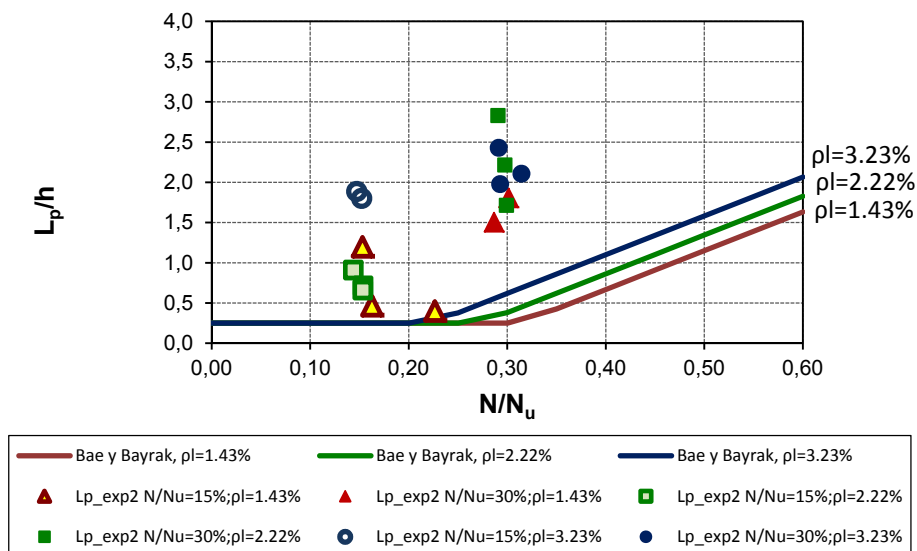 4,0
3,5
3,0
2,5
2,0
1,5
1,0
0,5
0,0
Lp/h
0,00 0,10 0,20 0,30 0,40 0,50 0,60
N/Nu
ρl=3.23%
ρl=2.22%
ρl=1.43%
Bae y Bayrak, ρl=1.43% Bae y Bayrak, ρl=2.22% Bae y Bayrak, ρl=3.23%
Lp_exp2 N/Nu=15%;ρl=1.43% Lp_exp2 N/Nu=30%;ρl=1.43% Lp_exp2 N/Nu=15%;ρl=2.22%
Lp_exp2 N/Nu=30%;ρl=2.22% Lp_exp2 N/Nu=15%;ρl=3.23% Lp_exp2 N/Nu=30%;ρl=3.23%